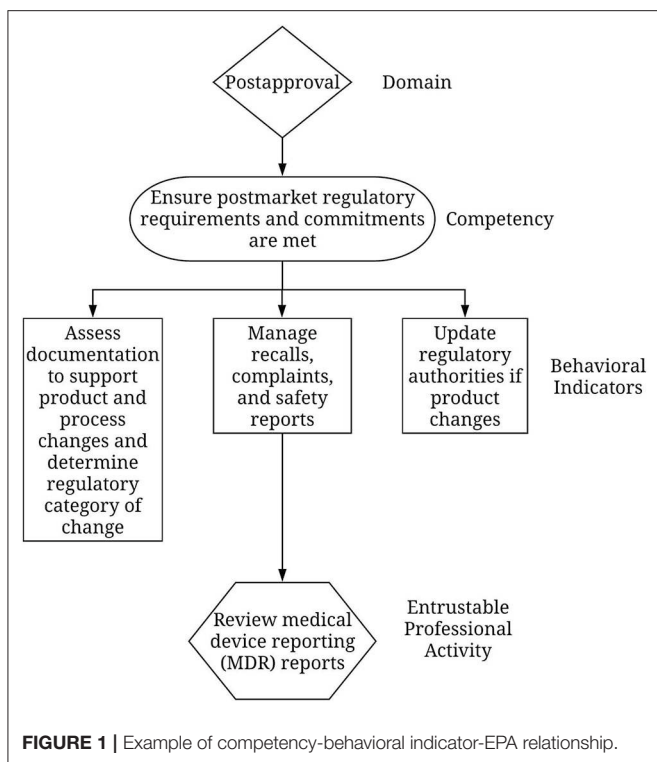 Postapproval
Domain
Ensure postmarket regulatory
requirements and commitments
are met
Competency
Assess
documentation
to support
product and
process
changes and
determine
regulatory
category of
change
Manage
recalls,
complaints,
and safety
reports
Update
regulatory
authorities if
product
changes
Behavioral
Indicators
Review medical
device reporting
(MDR) reports
Entrustable
Professional
Activity
FIGURE 1 | Example of competency-behavioral indicator-EPA relationship.